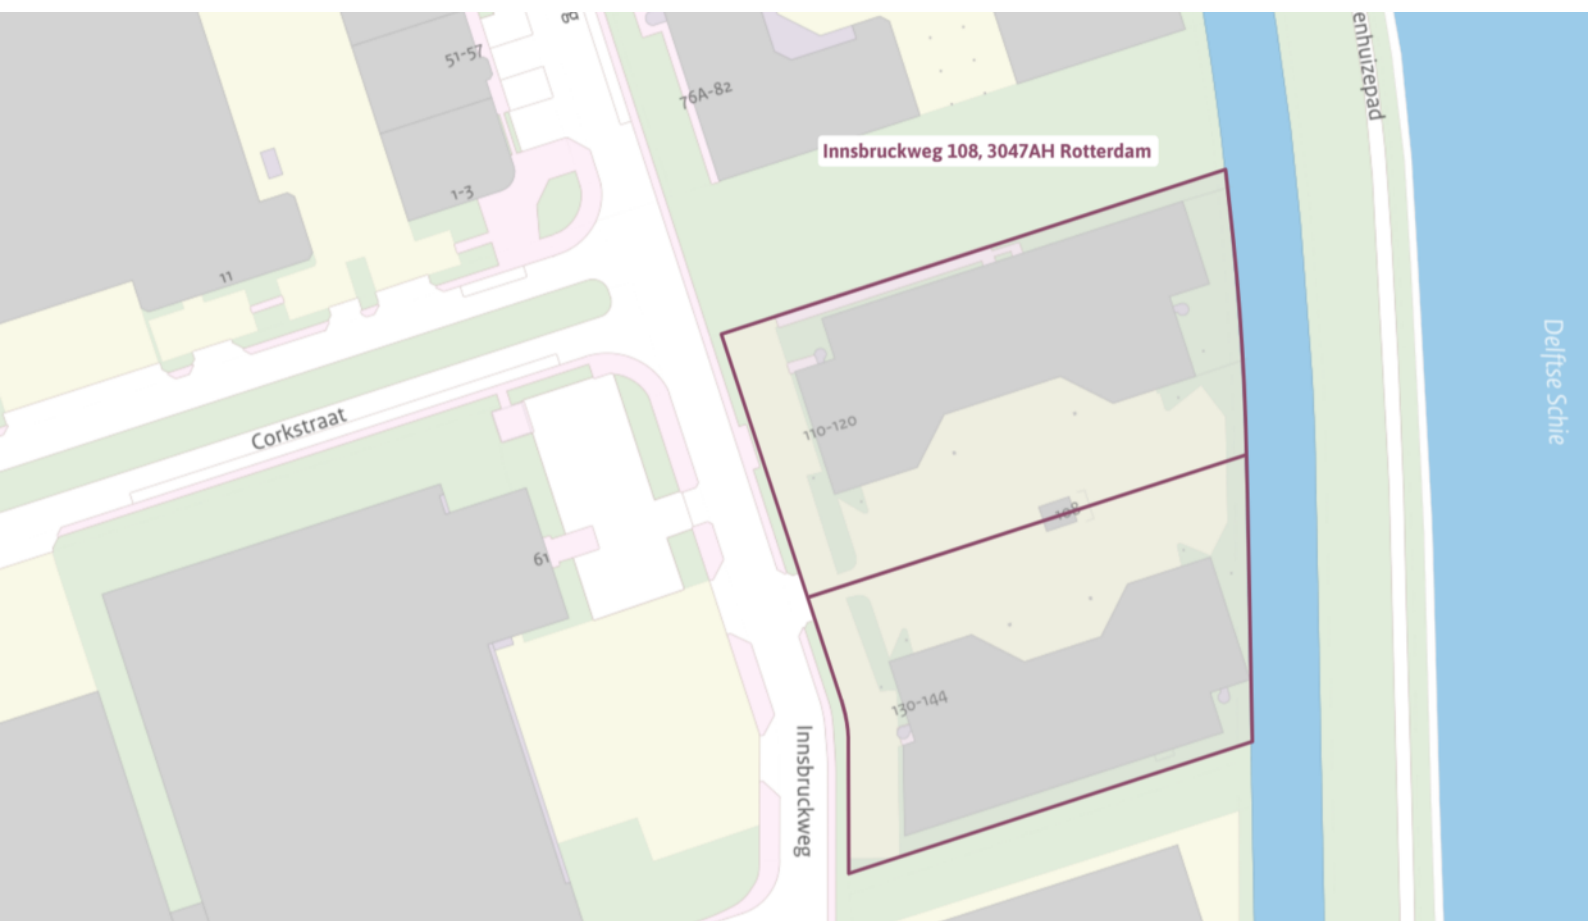 51-57
76A-82
enhuizepad
Innsbruckweg 108, 3047AH Rotterdam
1-3
11
Corkstraat
110-120
Delftse Schie
108
61
130-144
Innsbruckweg